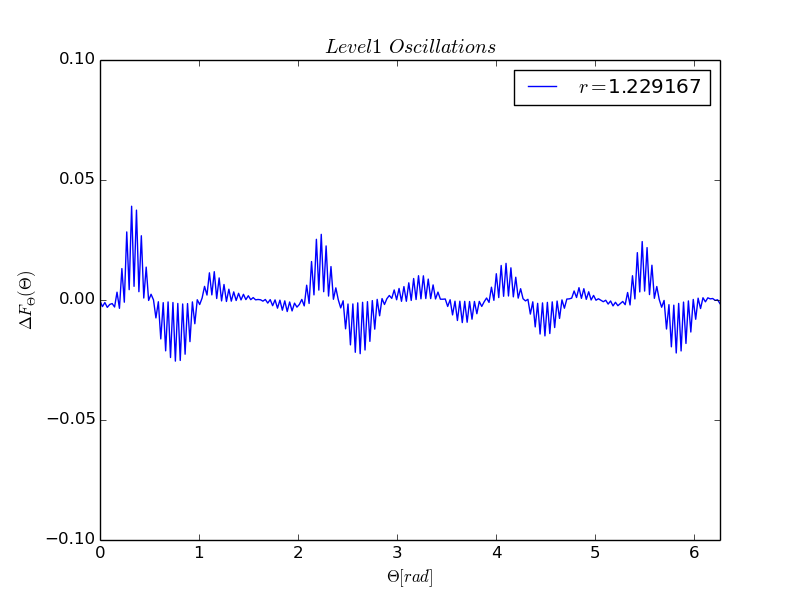 Level1 Oscillations
r=1.229167
0.10
0.05
0.00
−0.05
−0.10
ΔF_Θ(Θ)
0 1 2 3 4 5 6
Θ[rad]